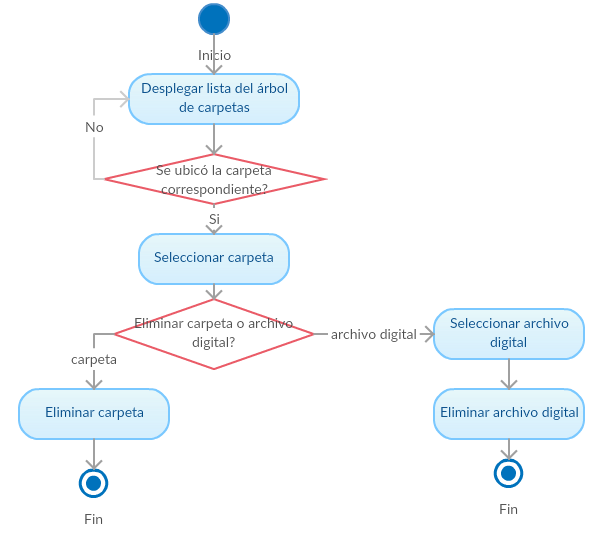 Inicio
Desplegar lista del árbol
de carpetas
No
Se ubicó la carpeta
correspondiente?
Si
Seleccionar carpeta
Eliminar carpeta o archivo
digital?
archivo digital
Seleccionar archivo
digital
carpeta
Eliminar carpeta
Eliminar archivo digital
Fin
Fin